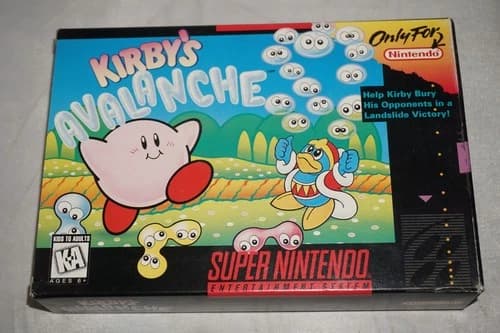 KIRBY'S
AVALANCHE
Only For
Nintendo
Help Kirby Bury
His Opponents in a
Landslide Victory!
KIDS TO ADULTS
K-A
AGES 6+
SUPER NINTENDO
ENTERTAINMENT SYSTEM